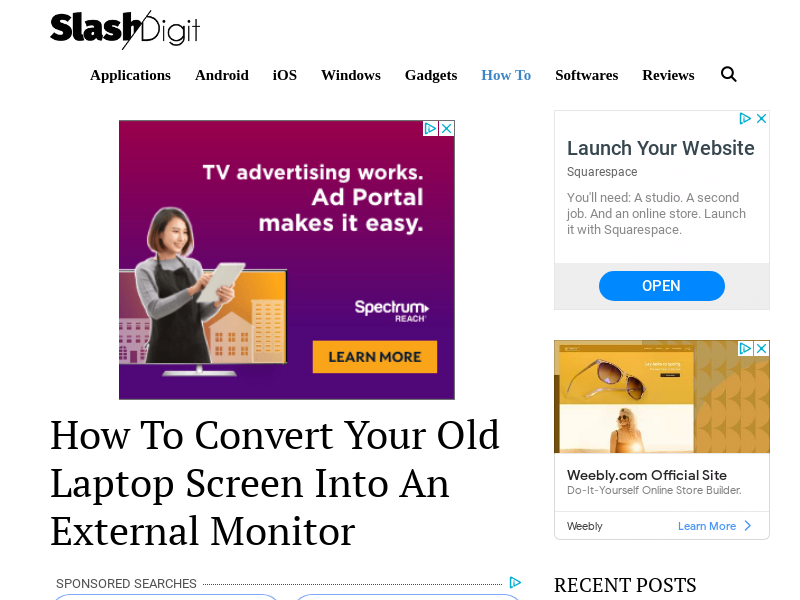 SlashDigit
Applications Android iOS Windows Gadgets How To Softwares Reviews
TV advertising works.
Ad Portal
makes it easy.
Spectrum
REACH
LEARN MORE
How To Convert Your Old
Laptop Screen Into An
External Monitor
SPONSORED SEARCHES
Launch Your Website
Squarespace
You'll need: A studio. A second
job. And an online store. Launch
it with Squarespace.
OPEN
Weebly.com Official Site
Do-It-Yourself Online Store Builder.
Weebly Learn More
RECENT POSTS